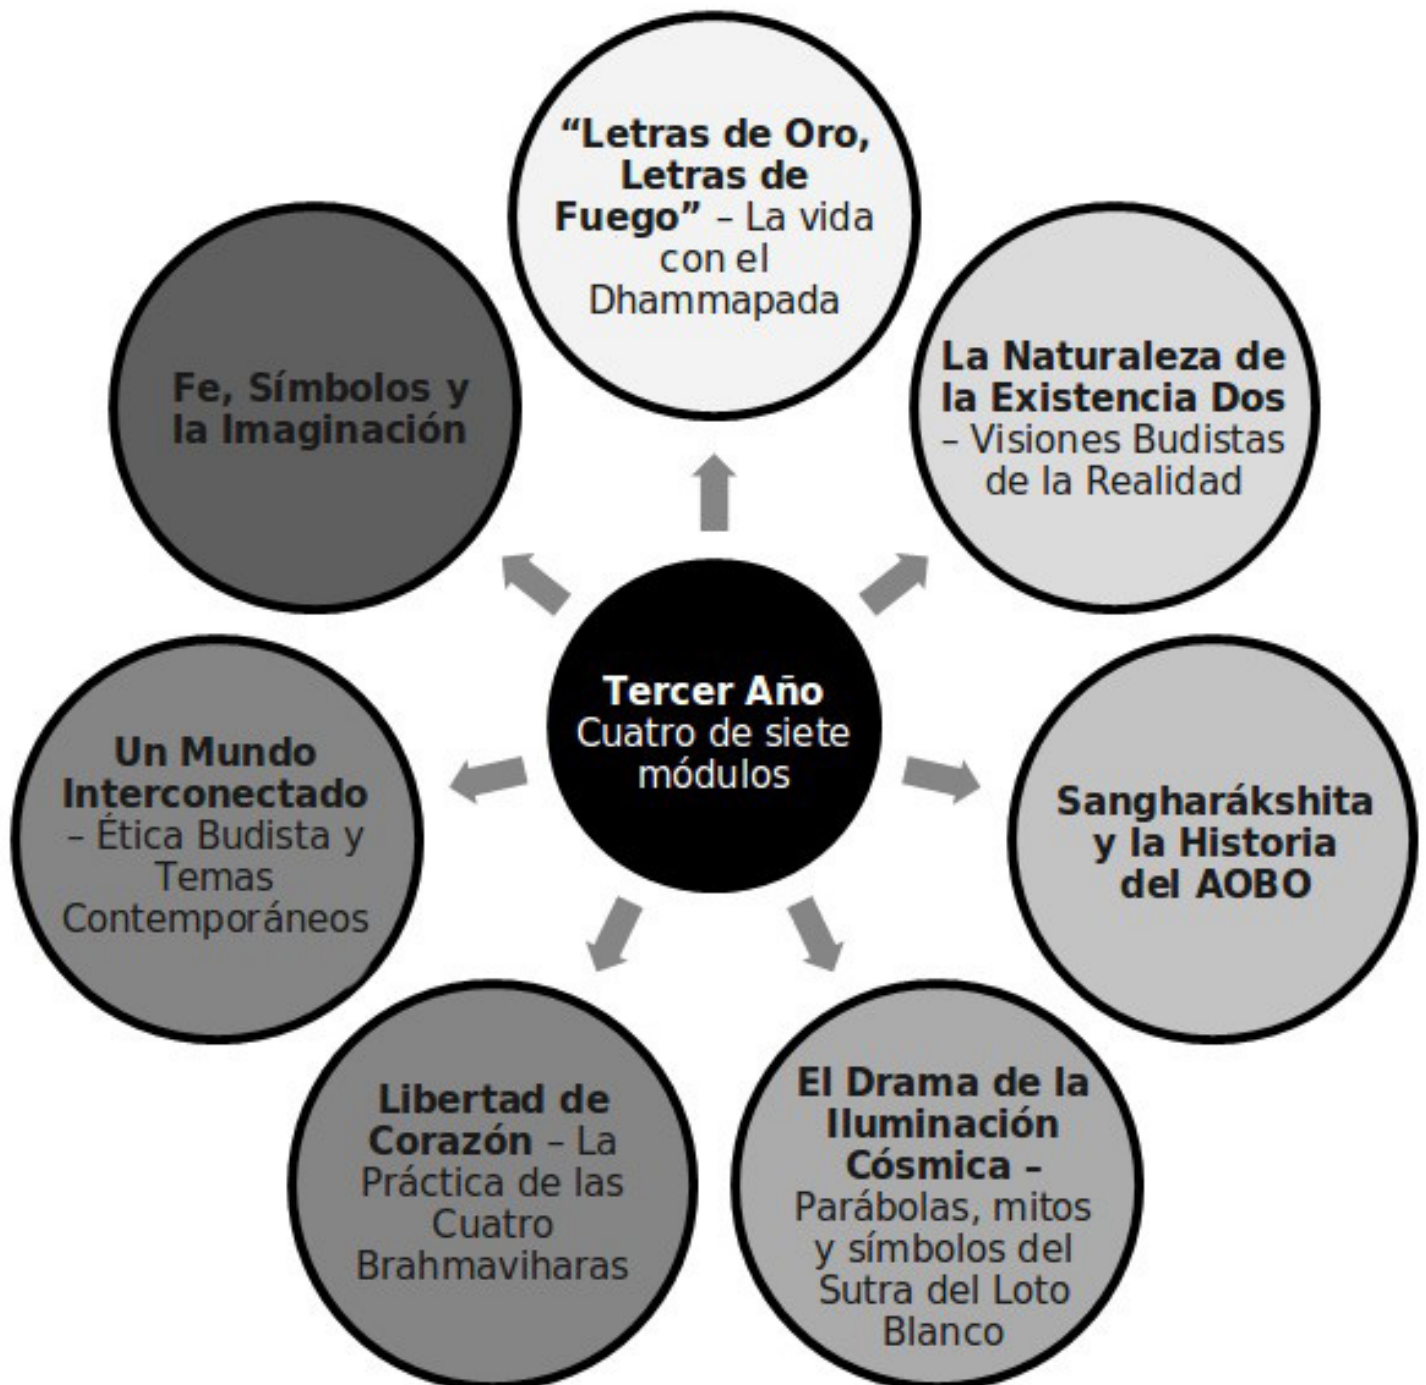 “Letras de Oro,
Letras de
Fuego” – La vida
con el
Dhammapada
La Naturaleza de
la Existencia Dos
– Visiones Budistas
de la Realidad
Sangharákshita
y la Historia
del AOBO
El Drama de la
Iluminación
Cósmica –
Parábolas, mitos
y símbolos del
Sutra del Loto
Blanco
Libertad de
Corazón – La
Práctica de las
Cuatro
Brahmaviharas
Un Mundo
Interconectado
– Ética Budista y
Temas
Contemporáneos
Fe, Símbolos y
la Imaginación
Tercer Año
Cuatro de siete
módulos